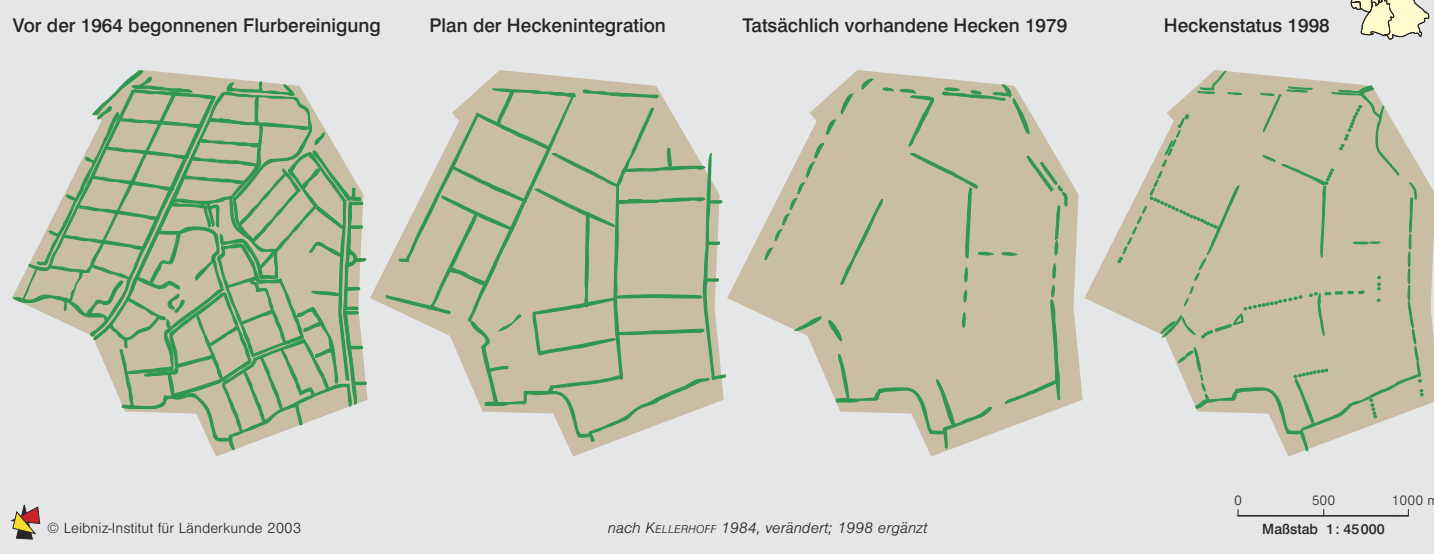 Vor der 1964 begonnenen Flurbereinigung
Plan der Heckenintegration
Tatsächlich vorhandene Hecken 1979
Heckenstatus 1998
0 500 1000 m
Maßstab 1 : 45000
© Leibniz-Institut für Länderkunde 2003
nach KELLERHOFF 1984, verändert; 1998 ergänzt